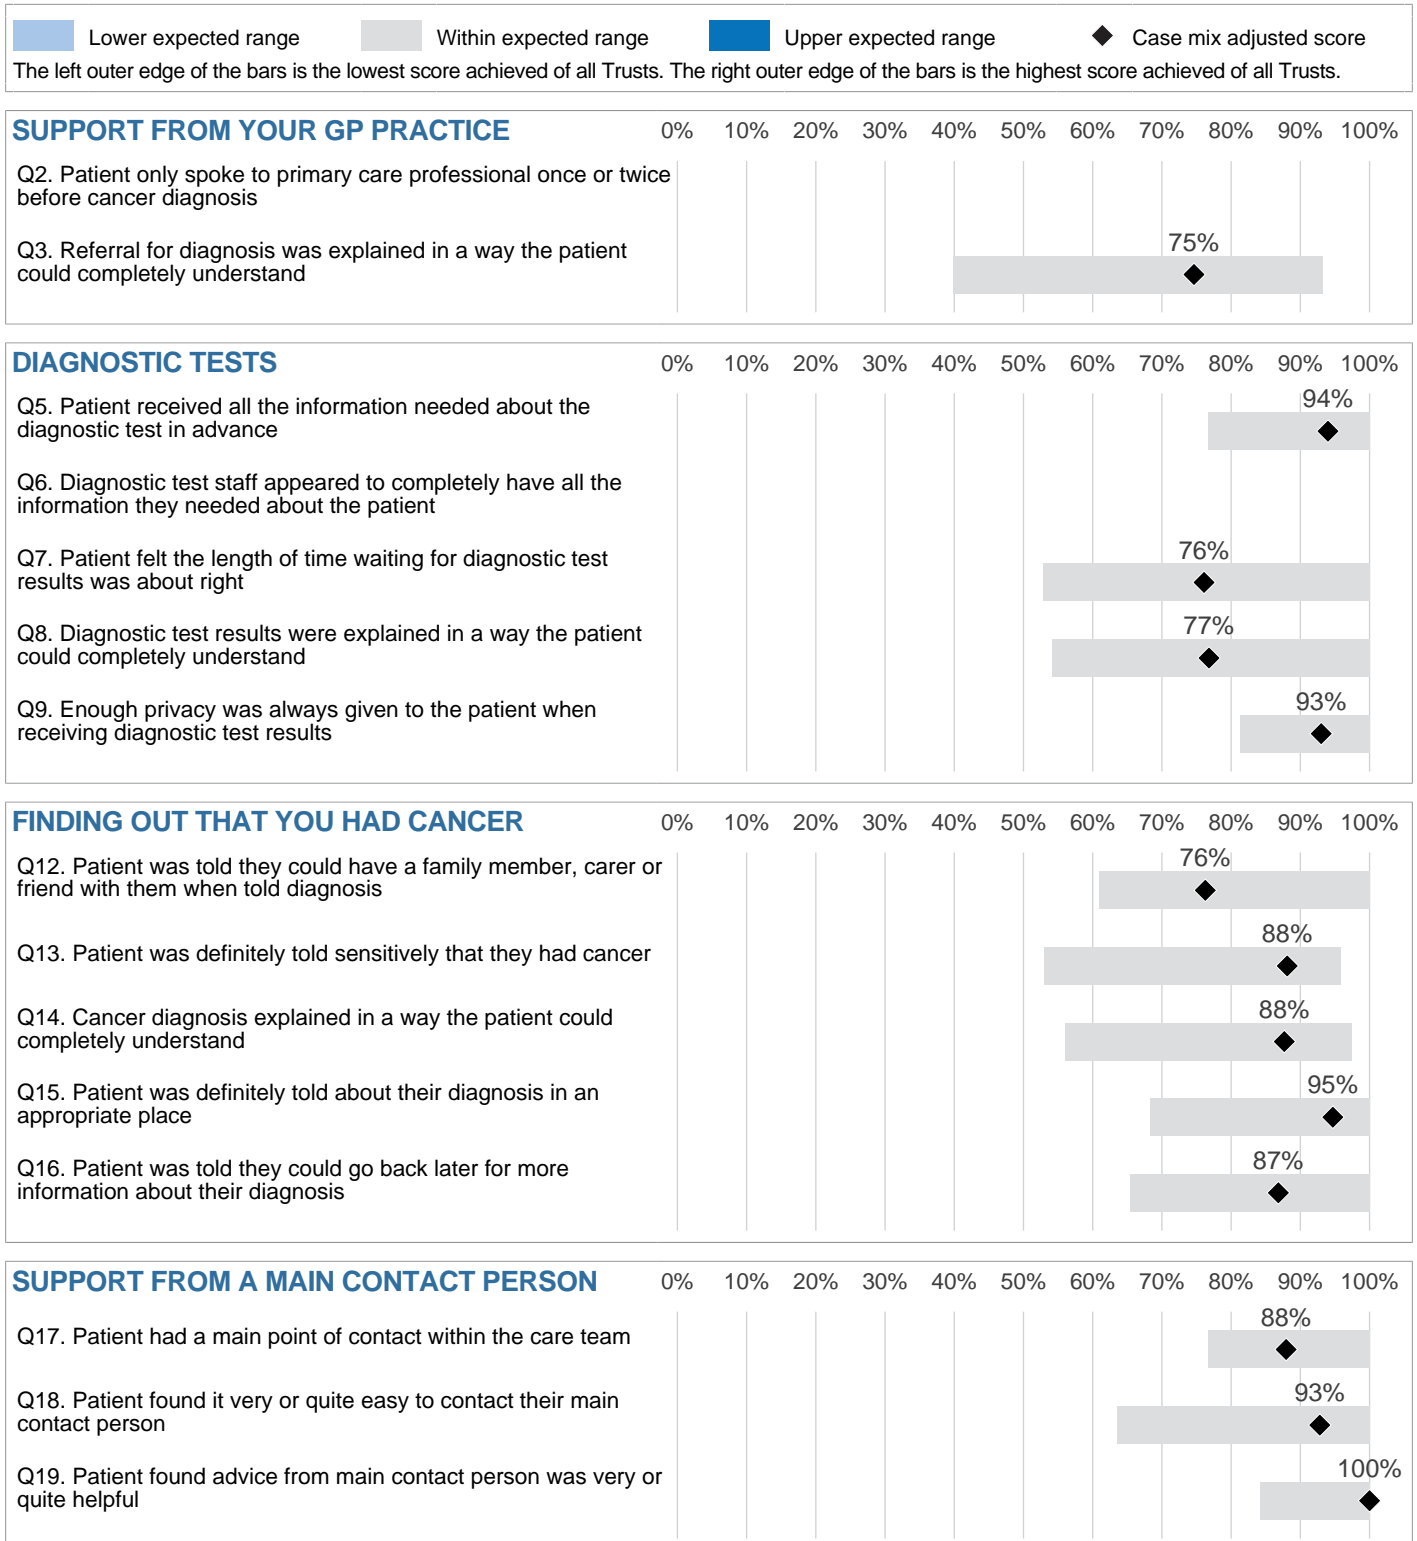 Lower expected range Within expected range Upper expected range Case mix adjusted score
The left outer edge of the bars is the lowest score achieved of all Trusts. The right outer edge of the bars is the highest score achieved of all Trusts.
SUPPORT FROM YOUR GP PRACTICE 0% 10% 20% 30% 40% 50% 60% 70% 80% 90% 100%
Q2. Patient only spoke to primary care professional once or twice
before cancer diagnosis
Q3. Referral for diagnosis was explained in a way the patient
could completely understand
75%
DIAGNOSTIC TESTS 0% 10% 20% 30% 40% 50% 60% 70% 80% 90% 100%
Q5. Patient received all the information needed about the
diagnostic test in advance
94%
Q6. Diagnostic test staff appeared to completely have all the
information they needed about the patient
Q7. Patient felt the length of time waiting for diagnostic test
results was about right
76%
Q8. Diagnostic test results were explained in a way the patient
could completely understand
77%
Q9. Enough privacy was always given to the patient when
receiving diagnostic test results
93%
FINDING OUT THAT YOU HAD CANCER 0% 10% 20% 30% 40% 50% 60% 70% 80% 90% 100%
Q12. Patient was told they could have a family member, carer or
friend with them when told diagnosis
76%
Q13. Patient was definitely told sensitively that they had cancer
88%
Q14. Cancer diagnosis explained in a way the patient could
completely understand
88%
Q15. Patient was definitely told about their diagnosis in an
appropriate place
95%
Q16. Patient was told they could go back later for more
information about their diagnosis
87%
SUPPORT FROM A MAIN CONTACT PERSON 0% 10% 20% 30% 40% 50% 60% 70% 80% 90% 100%
Q17. Patient had a main point of contact within the care team
88%
Q18. Patient found it very or quite easy to contact their main
contact person
93%
Q19. Patient found advice from main contact person was very or
quite helpful
100%